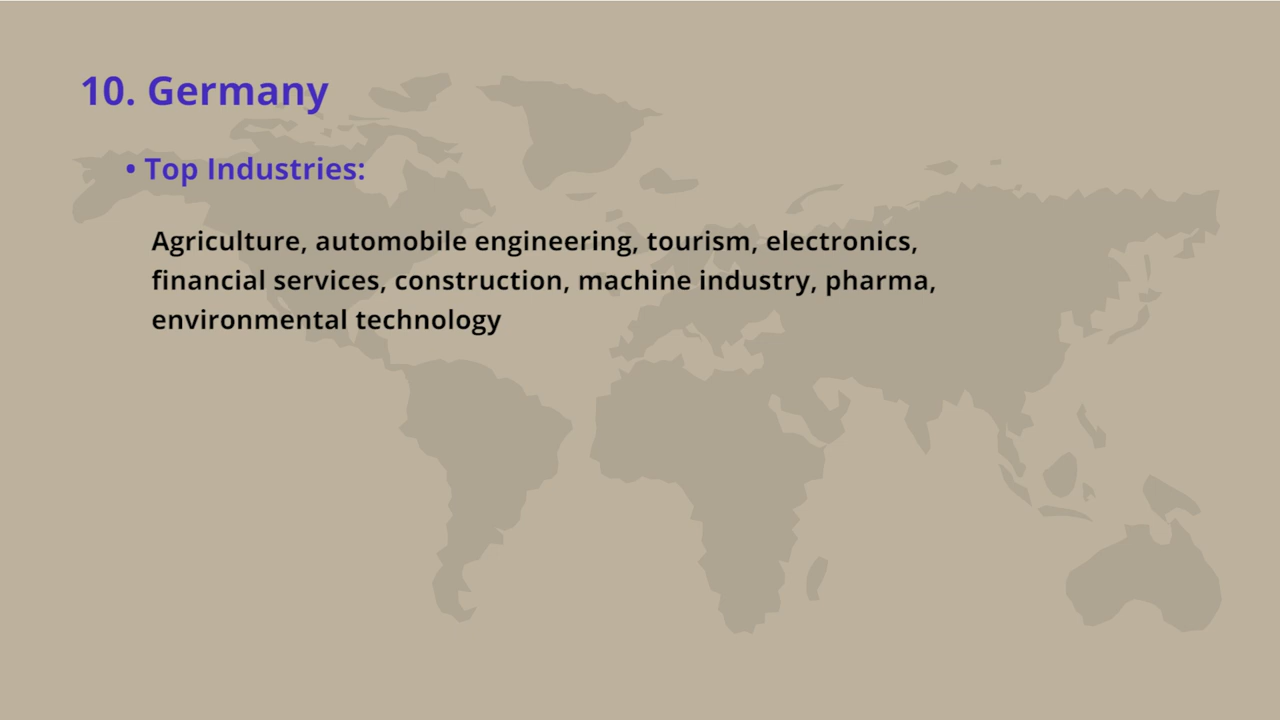 10. Germany
• Top Industries:
Agriculture, automobile engineering, tourism, electronics,
financial services, construction, machine industry, pharma,
environmental technology